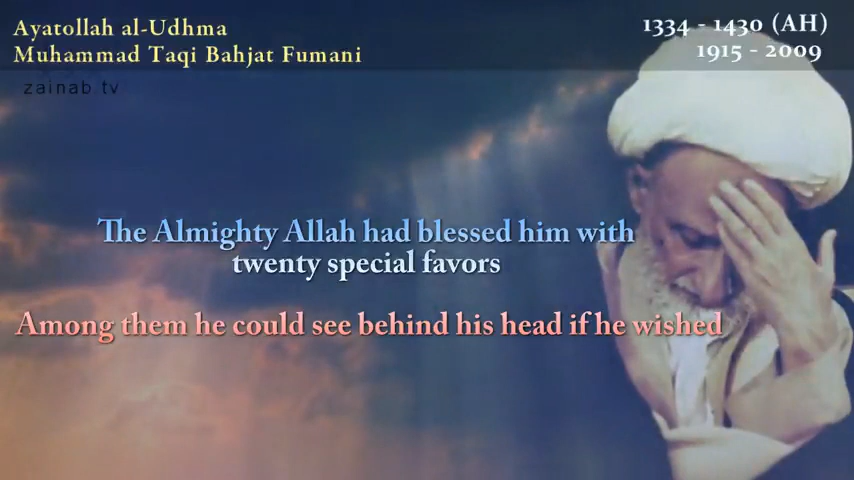 Ayatollah al-Udhma
Muhammad Taqi Bahjat Fumani
1334 - 1430 (AH)
1915 - 2009
zainab tv
The Almighty Allah had blessed him with
twenty special favors
Among them he could see behind his head if he wished